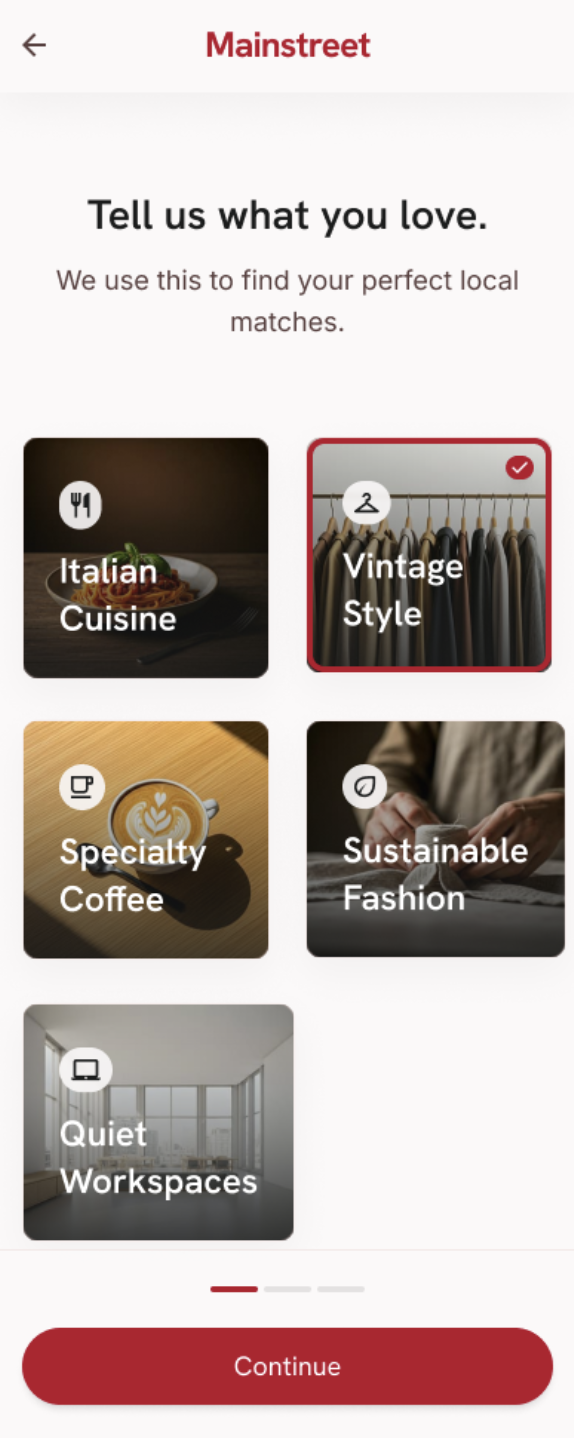 Mainstreet
Tell us what you love.
We use this to find your perfect local
matches.
Italian
Cuisine
Vintage
Style
Specialty
Coffee
Sustainable
Fashion
Quiet
Workspaces
Continue